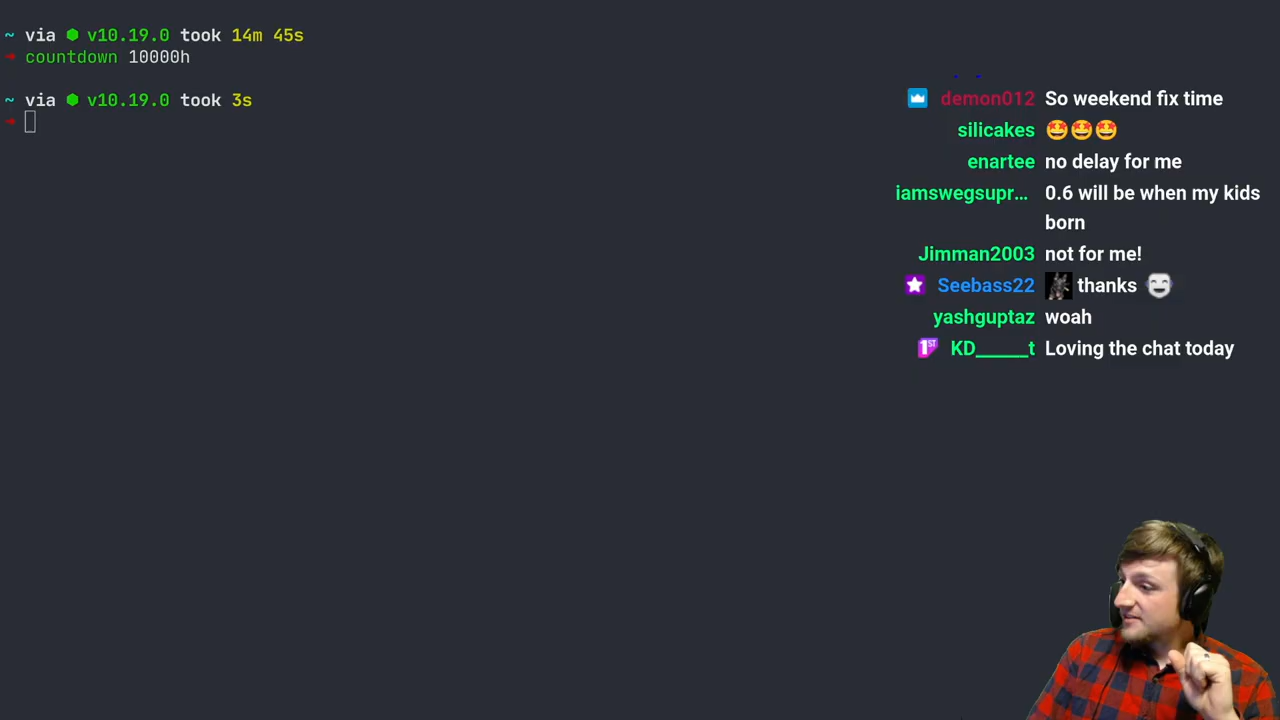 ~ via ⬢ v10.19.0 took 14m 45s
➜ countdown 10000h
~ via ⬢ v10.19.0 took 3s
➜
demon012 So weekend fix time
silicakes 🤩🤩🤩
enartee no delay for me
iamswegsupr... 0.6 will be when my kids
born
Jimman2003 not for me!
Seebass22 thanks
yashguptaz woah
1ST KD_____t Loving the chat today